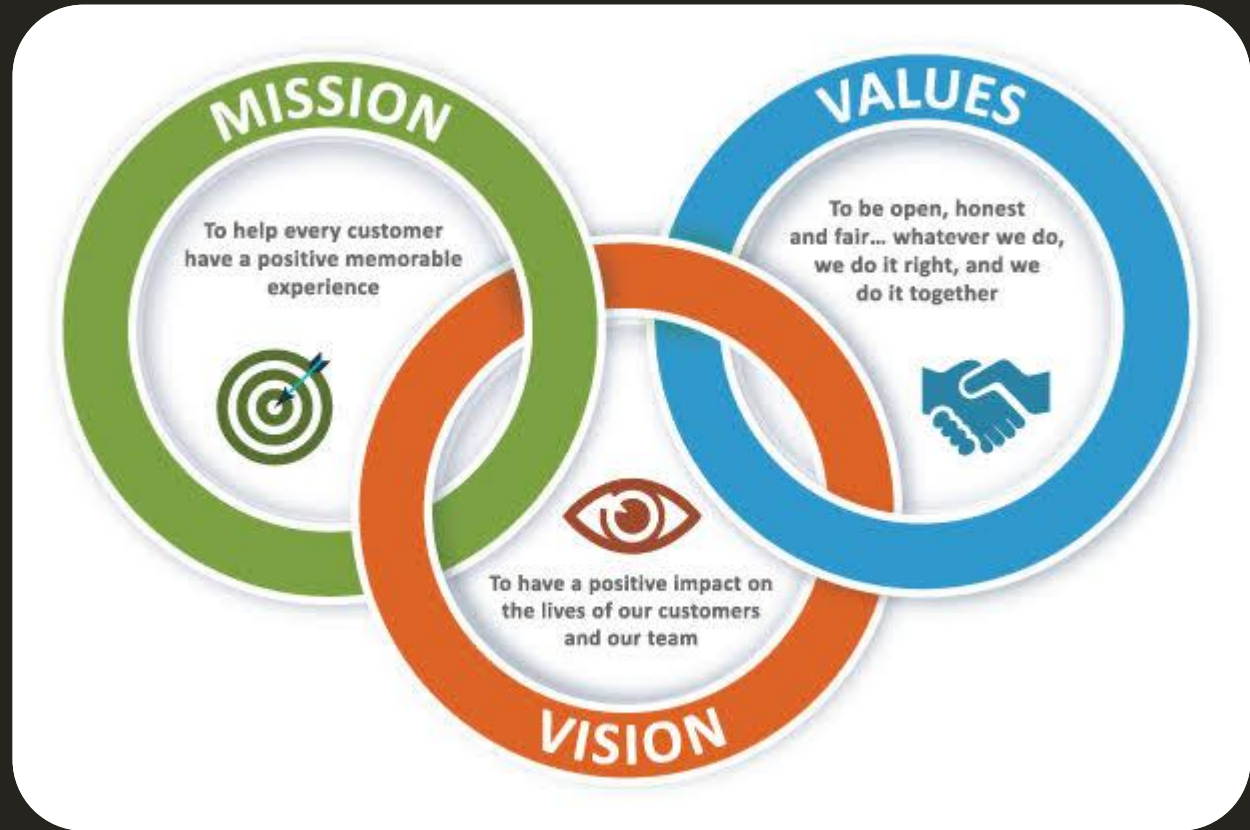 MISSION
To help every customer
have a positive memorable
experience
VALUES
To be open, honest
and fair... whatever we do,
we do it right, and we
do it together
To have a positive impact on
the lives of our customers
and our team
VISION